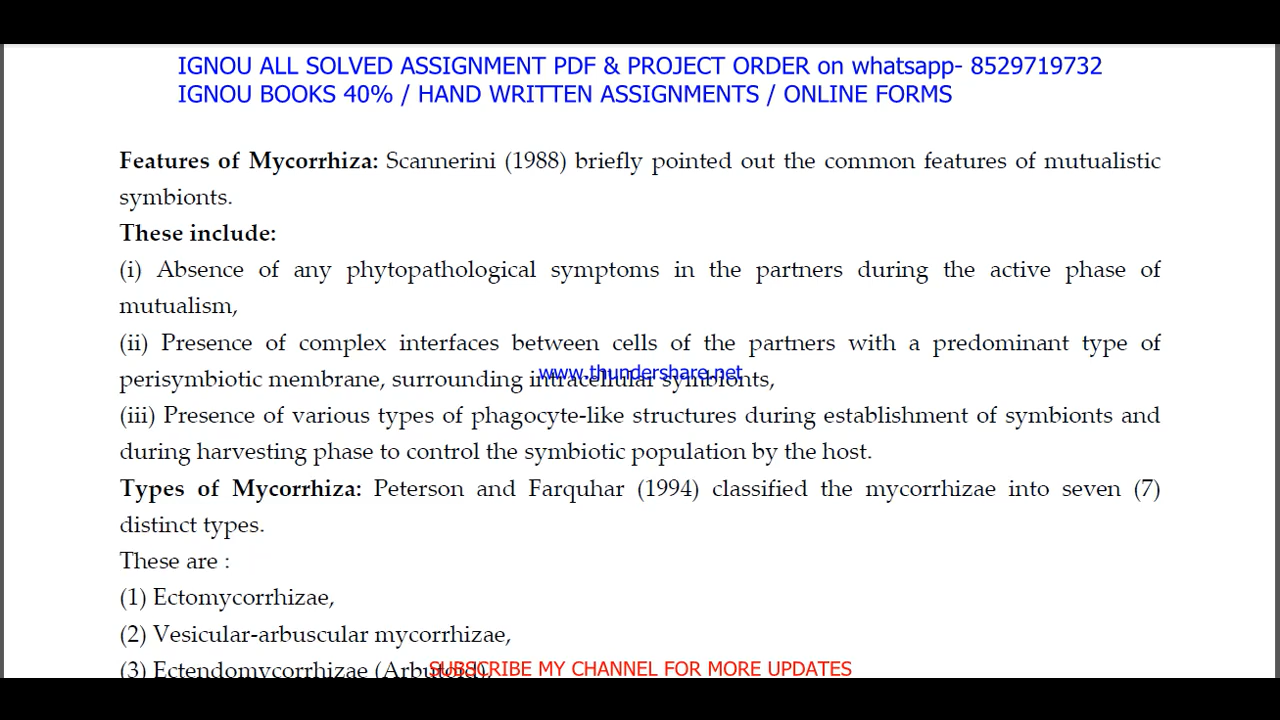 IGNOU ALL SOLVED ASSIGNMENT PDF & PROJECT ORDER on whatsapp- 8529719732
IGNOU BOOKS 40% / HAND WRITTEN ASSIGNMENTS / ONLINE FORMS
Features of Mycorrhiza: Scannerini (1988) briefly pointed out the common features of mutualistic
symbionts.
These include:
(i) Absence of any phytopathological symptoms in the partners during the active phase of
mutualism,
(ii) Presence of complex interfaces between cells of the partners with a predominant type of
www.thundershare.net
perisymbiotic membrane, surrounding intracellular symbionts,
(iii) Presence of various types of phagocyte-like structures during establishment of symbionts and
during harvesting phase to control the symbiotic population by the host.
Types of Mycorrhiza: Peterson and Farquhar (1994) classified the mycorrhizae into seven (7)
distinct types.
These are :
(1) Ectomycorrhizae,
(2) Vesicular-arbuscular mycorrhizae,
(3) Ectendomycorrhizae (Arbutoid),
SUBSCRIBE MY CHANNEL FOR MORE UPDATES